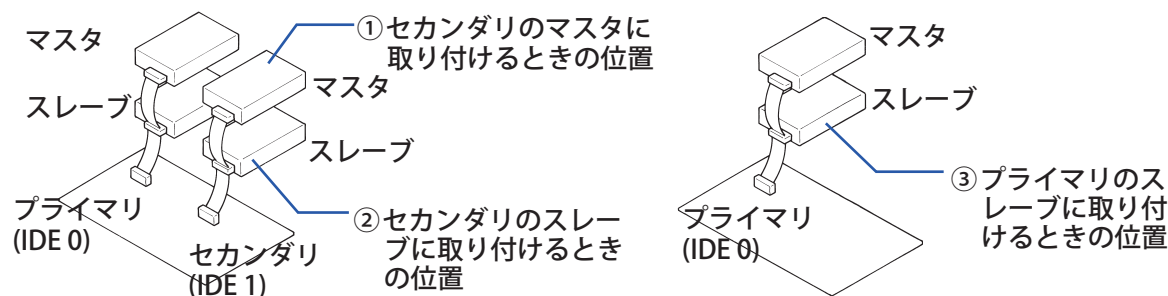 マスタ
スレーブ
プライマリ
(IDE 0)
①セカンダリのマスタに
取り付けるときの位置
マスタ
スレーブ
②セカンダリのスレー
ブに取り付けるとき
の位置
セカンダリ
(IDE 1)
マスタ
スレーブ
③プライマリのス
レーブに取り付
けるときの位置
プライマリ
(IDE 0)